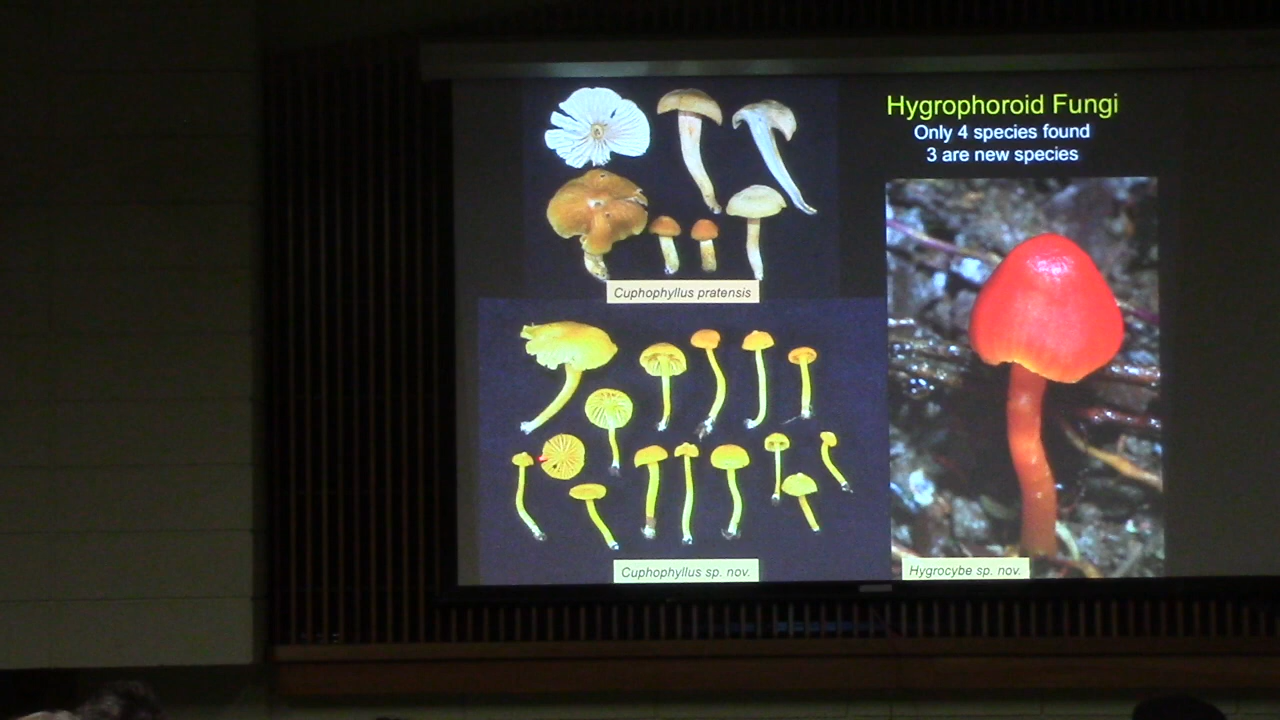 Hygrophoroid Fungi
Only 4 species found
3 are new species
Cuphophyllus pratensis
Cuphophyllus sp. nov.
Hygrocybe sp. nov.